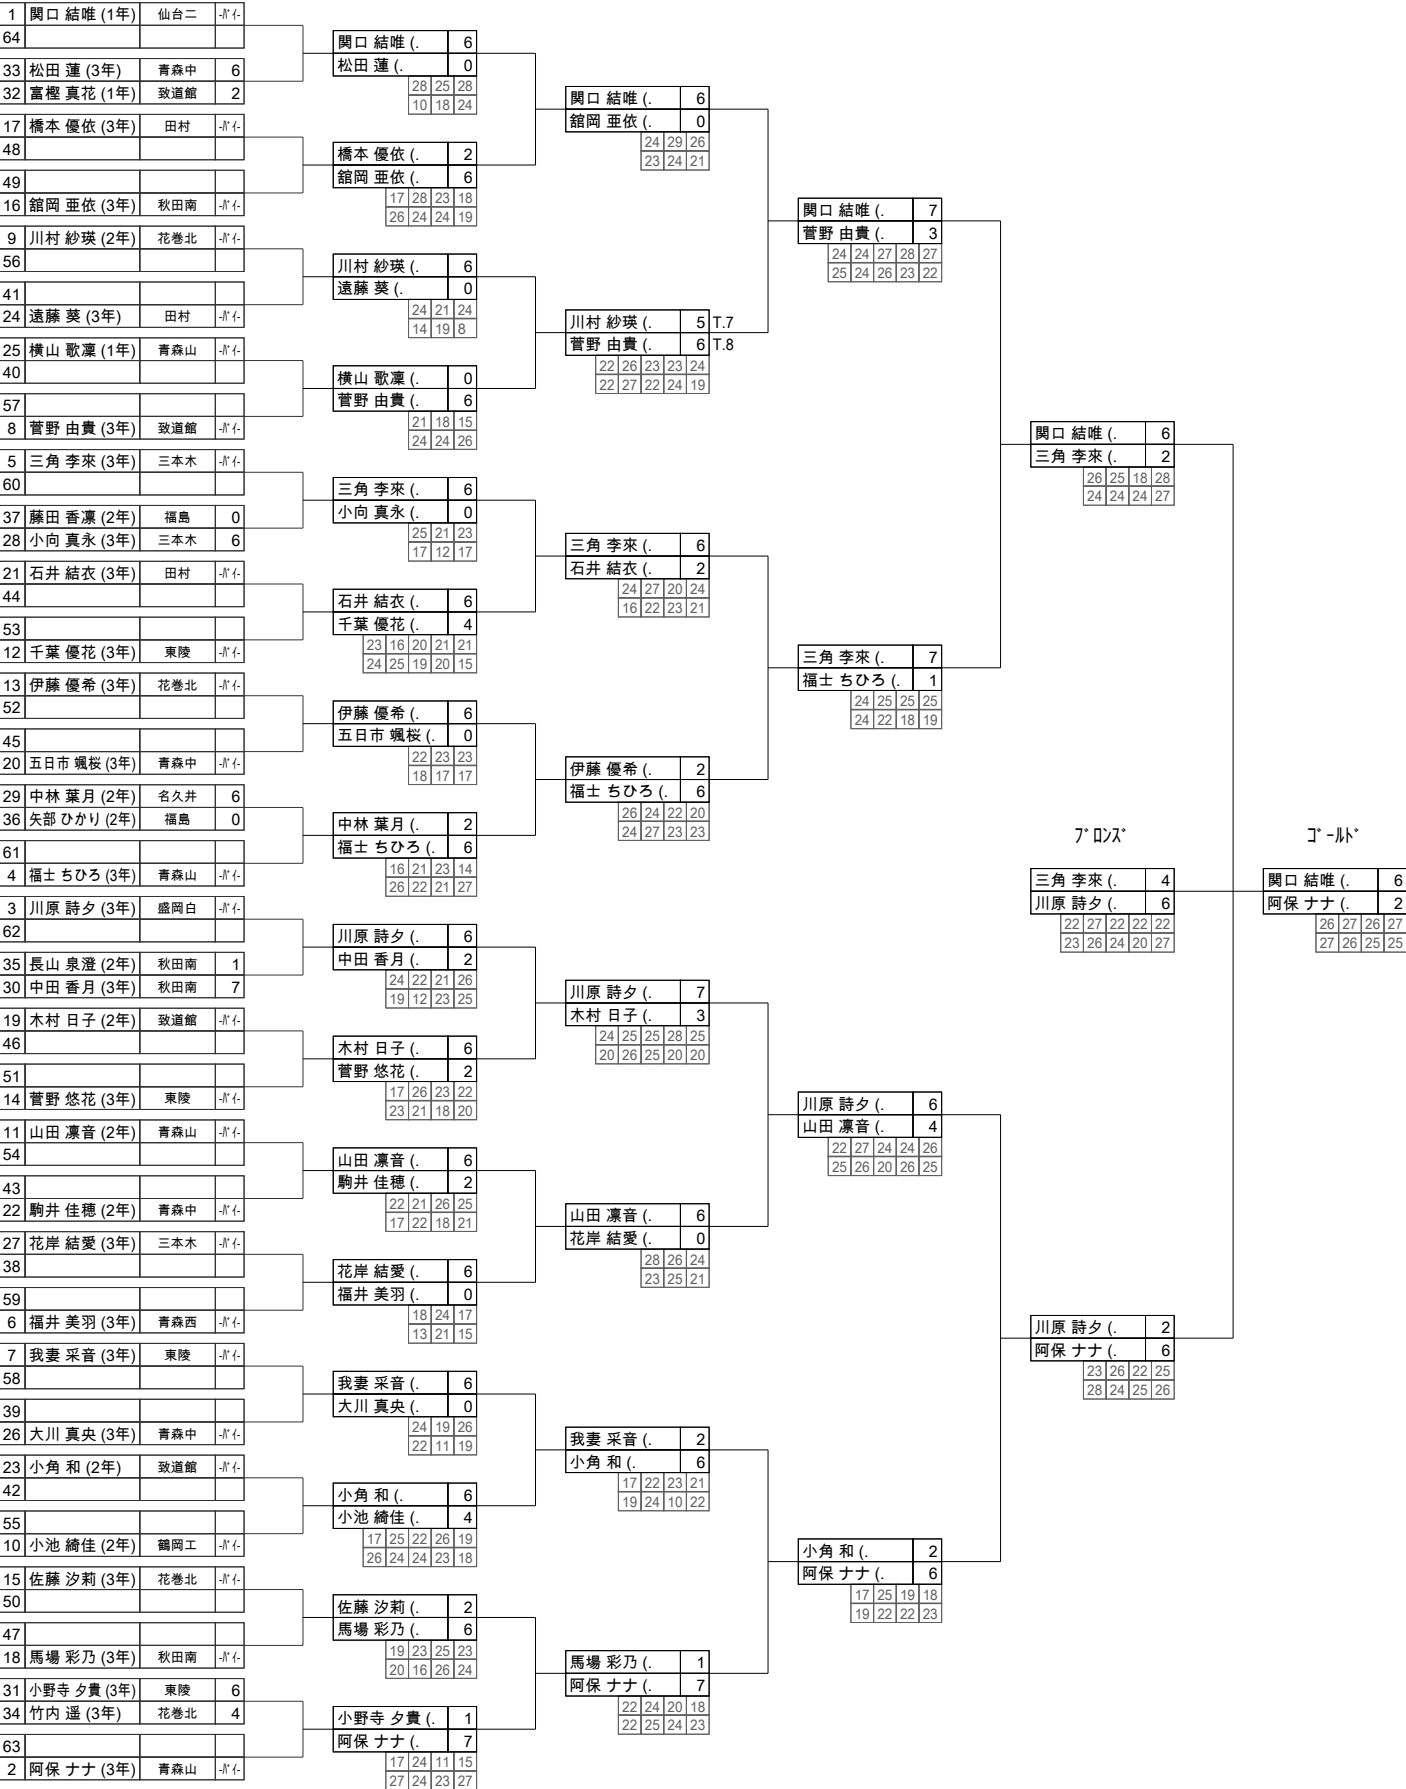 1 関口 結唯 (1年) 仙台二 -ﾊﾞｲ-
64
33 松田 蓮 (3年) 青森中 6
32 富樫 真花 (1年) 致道館 2
17 橋本 優依 (3年) 田村 -ﾊﾞｲ-
48
49
16 舘岡 亜依 (3年) 秋田南 -ﾊﾞｲ-
9 川村 紗瑛 (2年) 花巻北 -ﾊﾞｲ-
56
41
24 遠藤 葵 (3年) 田村 -ﾊﾞｲ-
25 横山 歌凜 (1年) 青森山 -ﾊﾞｲ-
40
57
8 菅野 由貴 (3年) 致道館 -ﾊﾞｲ-
5 三角 李來 (3年) 三本木 -ﾊﾞｲ-
60
37 藤田 香凛 (2年) 福島 0
28 小向 真永 (3年) 三本木 6
21 石井 結衣 (3年) 田村 -ﾊﾞｲ-
44
53
12 千葉 優花 (3年) 東陵 -ﾊﾞｲ-
13 伊藤 優希 (3年) 花巻北 -ﾊﾞｲ-
52
45
20 五日市 颯桜 (3年) 青森中 -ﾊﾞｲ-
29 中林 葉月 (2年) 名久井 6
36 矢部 ひかり (2年) 福島 0
61
4 福士 ちひろ (3年) 青森山 -ﾊﾞｲ-
3 川原 詩夕 (3年) 盛岡白 -ﾊﾞｲ-
62
35 長山 泉澄 (2年) 秋田南 1
30 中田 香月 (3年) 秋田南 7
19 木村 日子 (2年) 致道館 -ﾊﾞｲ-
46
51
14 菅野 悠花 (3年) 東陵 -ﾊﾞｲ-
11 山田 凛音 (2年) 青森山 -ﾊﾞｲ-
54
43
22 駒井 佳穂 (2年) 青森中 -ﾊﾞｲ-
27 花岸 結愛 (3年) 三本木 -ﾊﾞｲ-
38
59
6 福井 美羽 (3年) 青森西 -ﾊﾞｲ-
7 我妻 采音 (3年) 東陵 -ﾊﾞｲ-
58
39
26 大川 真央 (3年) 青森中 -ﾊﾞｲ-
23 小角 和 (2年) 致道館 -ﾊﾞｲ-
42
55
10 小池 綺佳 (2年) 鶴岡工 -ﾊﾞｲ-
15 佐藤 汐莉 (3年) 花巻北 -ﾊﾞｲ-
50
47
18 馬場 彩乃 (3年) 秋田南 -ﾊﾞｲ-
31 小野寺 夕貴 (3年) 東陵 6
34 竹内 遥 (3年) 花巻北 4
63
2 阿保 ナナ (3年) 青森山 -ﾊﾞｲ-
関口 結唯 (. 6
松田 蓮 (. 0
28 25 28
10 18 24
橋本 優依 (. 2
舘岡 亜依 (. 6
17 28 23 18
26 24 24 19
川村 紗瑛 (. 6
遠藤 葵 (. 0
24 21 24
14 19 8
横山 歌凜 (. 0
菅野 由貴 (. 6
21 18 15
24 24 26
三角 李來 (. 6
小向 真永 (. 0
25 21 23
17 12 17
石井 結衣 (. 6
千葉 優花 (. 4
23 16 20 21 21
24 25 19 20 15
伊藤 優希 (. 6
五日市 颯桜 (. 0
22 23 23
18 17 17
中林 葉月 (. 2
福士 ちひろ (. 6
16 21 23 14
26 22 21 27
川原 詩夕 (. 6
中田 香月 (. 2
24 22 21 26
19 12 23 25
木村 日子 (. 6
菅野 悠花 (. 2
17 26 23 22
23 21 18 20
山田 凛音 (. 6
駒井 佳穂 (. 2
22 21 26 25
17 22 18 21
花岸 結愛 (. 6
福井 美羽 (. 0
18 24 17
13 21 15
我妻 采音 (. 6
大川 真央 (. 0
24 19 26
22 11 19
小角 和 (. 6
小池 綺佳 (. 4
17 25 22 26 19
26 24 24 23 18
佐藤 汐莉 (. 2
馬場 彩乃 (. 6
19 23 25 23
20 16 26 24
小野寺 夕貴 (. 1
阿保 ナナ (. 7
17 24 11 15
27 24 23 27
関口 結唯 (. 6
舘岡 亜依 (. 0
24 29 26
23 24 21
川村 紗瑛 (. 5 T.7
菅野 由貴 (. 6 T.8
22 26 23 23 24
22 27 22 24 19
三角 李來 (. 6
石井 結衣 (. 2
24 27 20 24
16 22 23 21
伊藤 優希 (. 2
福士 ちひろ (. 6
26 24 22 20
24 27 23 23
川原 詩夕 (. 7
木村 日子 (. 3
24 25 25 28 25
20 26 25 20 20
山田 凛音 (. 6
花岸 結愛 (. 0
28 26 24
23 25 21
我妻 采音 (. 2
小角 和 (. 6
17 22 23 21
19 24 10 22
馬場 彩乃 (. 1
阿保 ナナ (. 7
22 24 20 18
22 25 24 23
関口 結唯 (. 7
菅野 由貴 (. 3
24 24 27 28 27
25 24 26 23 22
三角 李來 (. 7
福士 ちひろ (. 1
24 25 25 25
24 22 18 19
川原 詩夕 (. 6
山田 凛音 (. 4
22 27 24 24 26
25 26 20 26 25
小角 和 (. 2
阿保 ナナ (. 6
17 25 19 18
19 22 22 23
関口 結唯 (. 6
三角 李來 (. 2
26 25 18 28
24 24 24 27
川原 詩夕 (. 2
阿保 ナナ (. 6
23 26 22 25
28 24 25 26
ﾌﾞﾛﾝｽﾞ
三角 李來 (. 4
川原 詩夕 (. 6
22 27 22 22 22
23 26 24 20 27
ｺﾞｰﾙﾄﾞ
関口 結唯 (. 6
阿保 ナナ (. 2
26 27 26 27
27 26 25 25